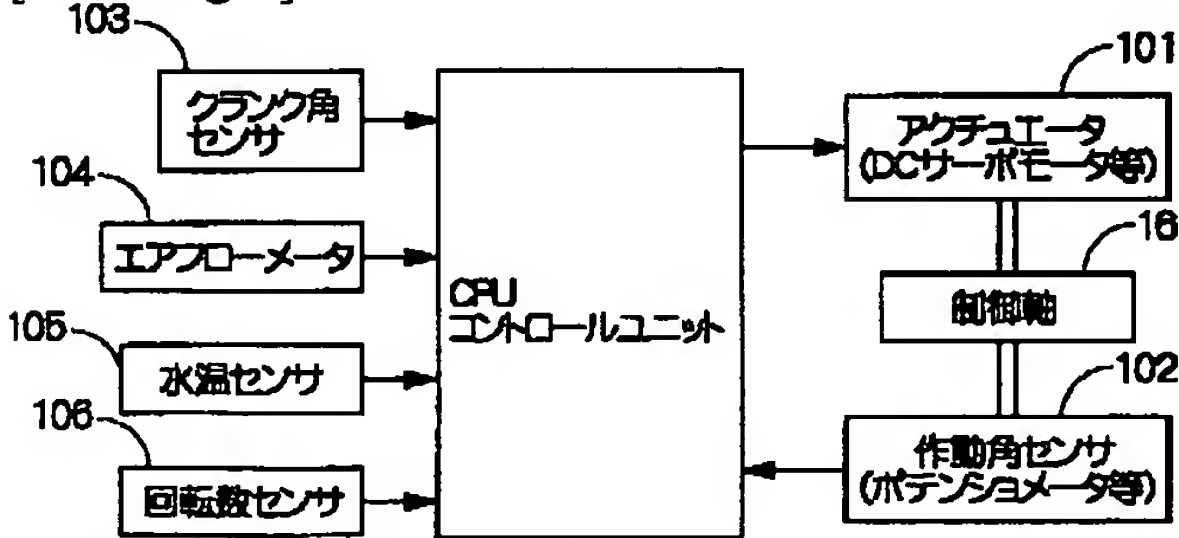 103
クランク角
センサ
104
エアフローメータ
105
水温センサ
106
回転数センサ
CPU
コントロールユニット
101
アクチュエータ
(DCサーボモータ等)
16
制御軸
102
作動角センサ
(ポテンショメータ等)